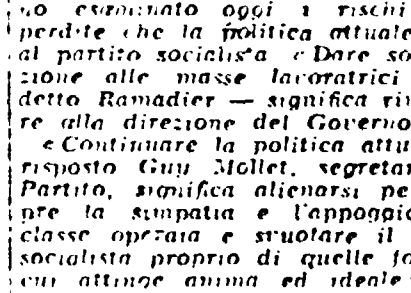 no esaminato oggi i rischi
perdite che la politica attuale
al partito socialista « Dare so
zione alle masse lavoratrici
detto Ramadier — significa rin
re alla direzione del Governo
« Continuare la politica attu
risposto Guy Mollet, segretar
Partito, significa alienarsi pe
pre la simpatia e l'appoggio
classe operaia e svuotare il
socialista proprio di quelle fo
cui attinge anima ed ideale